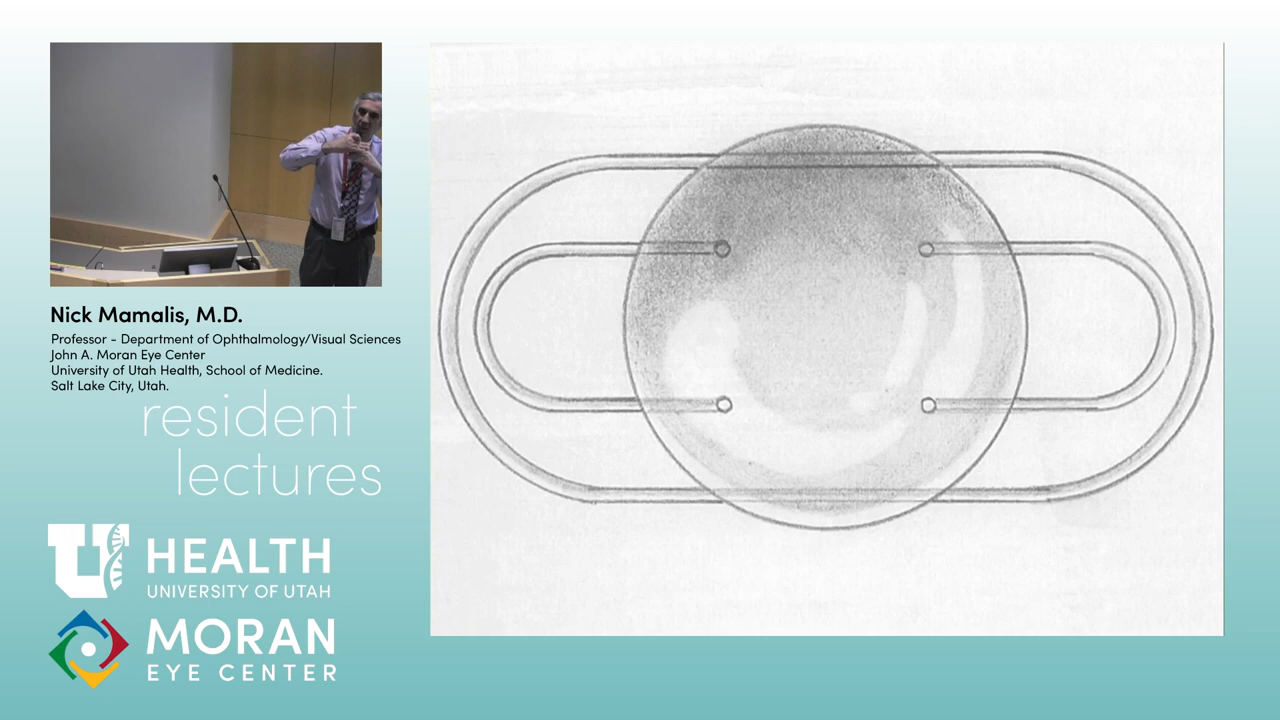 Nick Mamalis, M.D.
Professor - Department of Ophthalmology/Visual Sciences
John A. Moran Eye Center
University of Utah Health, School of Medicine.
Salt Lake City, Utah.
resident
lectures
U HEALTH
UNIVERSITY OF UTAH
MORAN
EYE CENTER